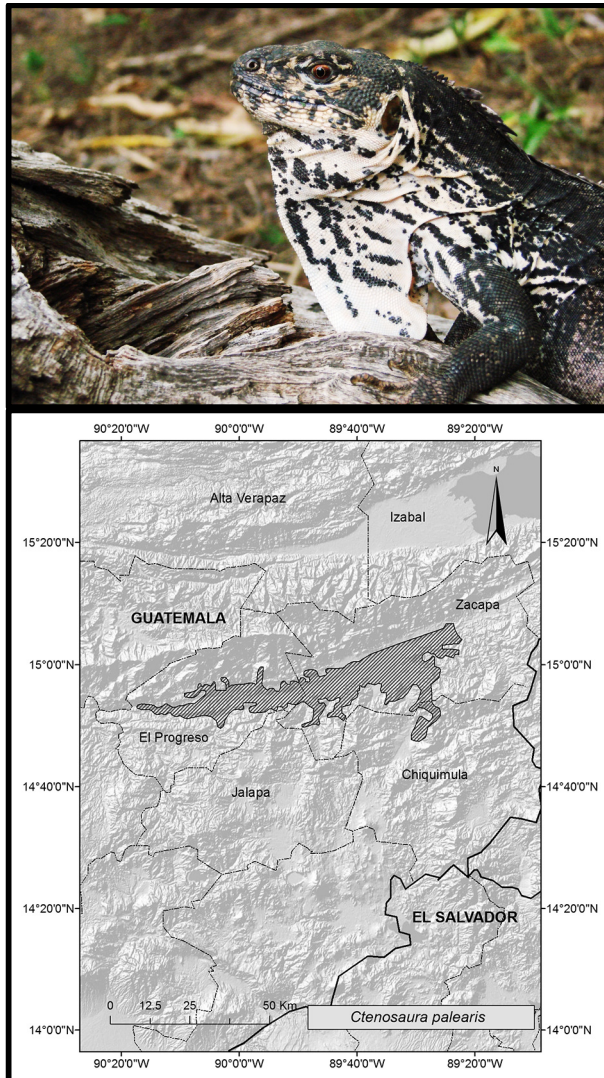 90°20'0"W 90°0'0"W 89°40'0"W 89°20'0"W
N
Alta Verapaz
Izabal
15°20'0"N 15°20'0"N
Zacapa
GUATEMALA
15°0'0"N 15°0'0"N
El Progreso
Chiquimula
14°40'0"N 14°40'0"N
Jalapa
14°20'0"N 14°20'0"N
EL SALVADOR
0 12.5 25 50 Km
Ctenosaura palearis
14°0'0"N 14°0'0"N
90°20'0"W 90°0'0"W 89°40'0"W 89°20'0"W